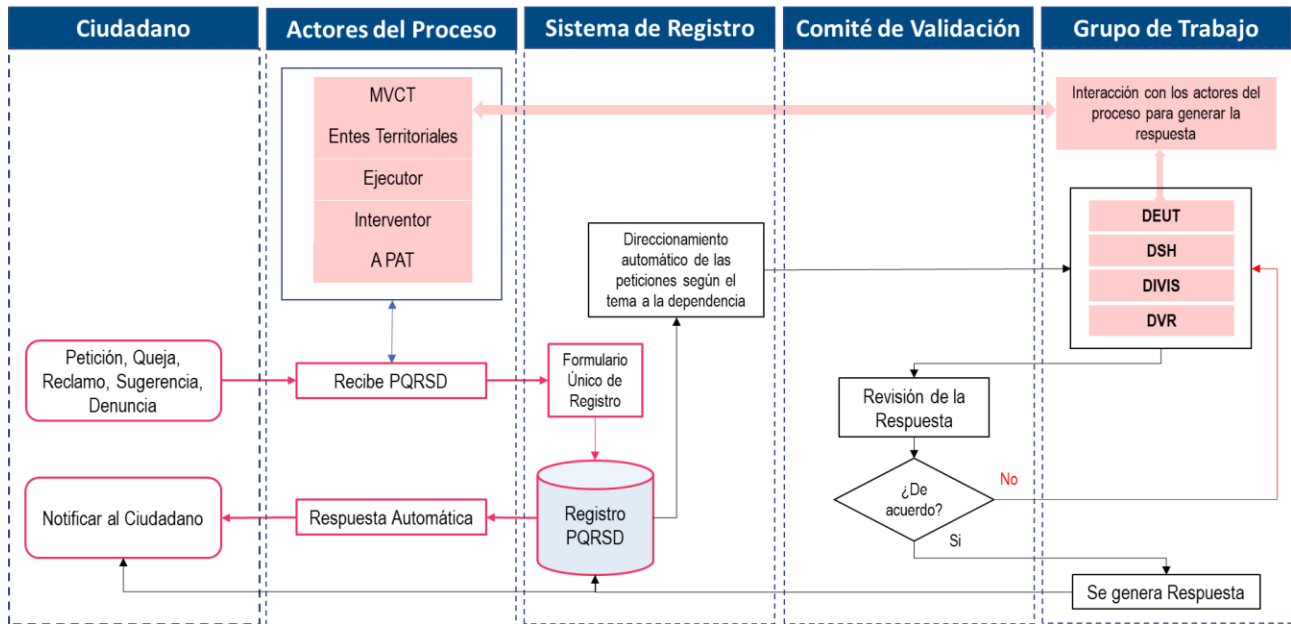 Ciudadano
Actores del Proceso
Sistema de Registro
Comité de Validación
Grupo de Trabajo
MVCT
Entes Territoriales
Ejecutor
Interventor
A PAT
Interacción con los actores del
proceso para generar la
respuesta
DEUT
DSH
DIVIS
DVR
Direccionamiento
automático de las
peticiones según el
tema a la dependencia
Petición, Queja,
Reclamo, Sugerencia,
Denuncia
Recibe PQRSD
Formulario
Único de
Registro
Revisión de la
Respuesta
¿De
acuerdo?
No
Si
Notificar al Ciudadano
Respuesta Automática
Registro
PQRSD
Se genera Respuesta